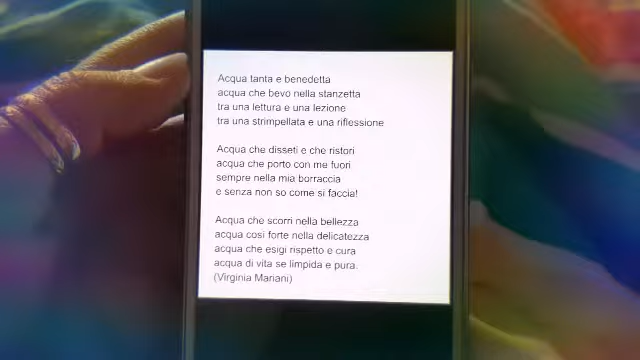 Acqua tanta e benedetta
acqua che bevo nella stanzetta
tra una lettura e una lezione
tra una strimpellata e una riflessione
Acqua che disseti e che ristori
acqua che porto con me fuori
sempre nella mia borraccia
e senza non so come si faccia!
Acqua che scorri nella bellezza
acqua così forte nella delicatezza
acqua che esigi rispetto e cura
acqua di vita se limpida e pura.
(Virginia Mariani)